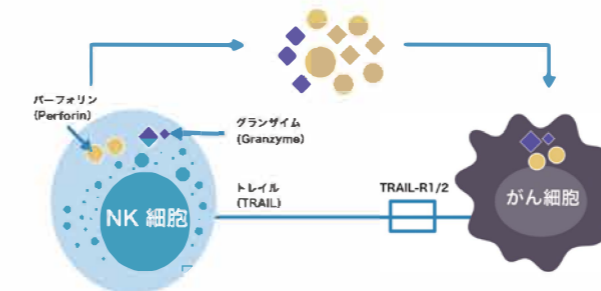 パーフォリン
(Perforin)
グランザイム
(Granzyme)
トレイル
(TRAIL)
TRAIL-R1/2
NK 細胞
がん細胞